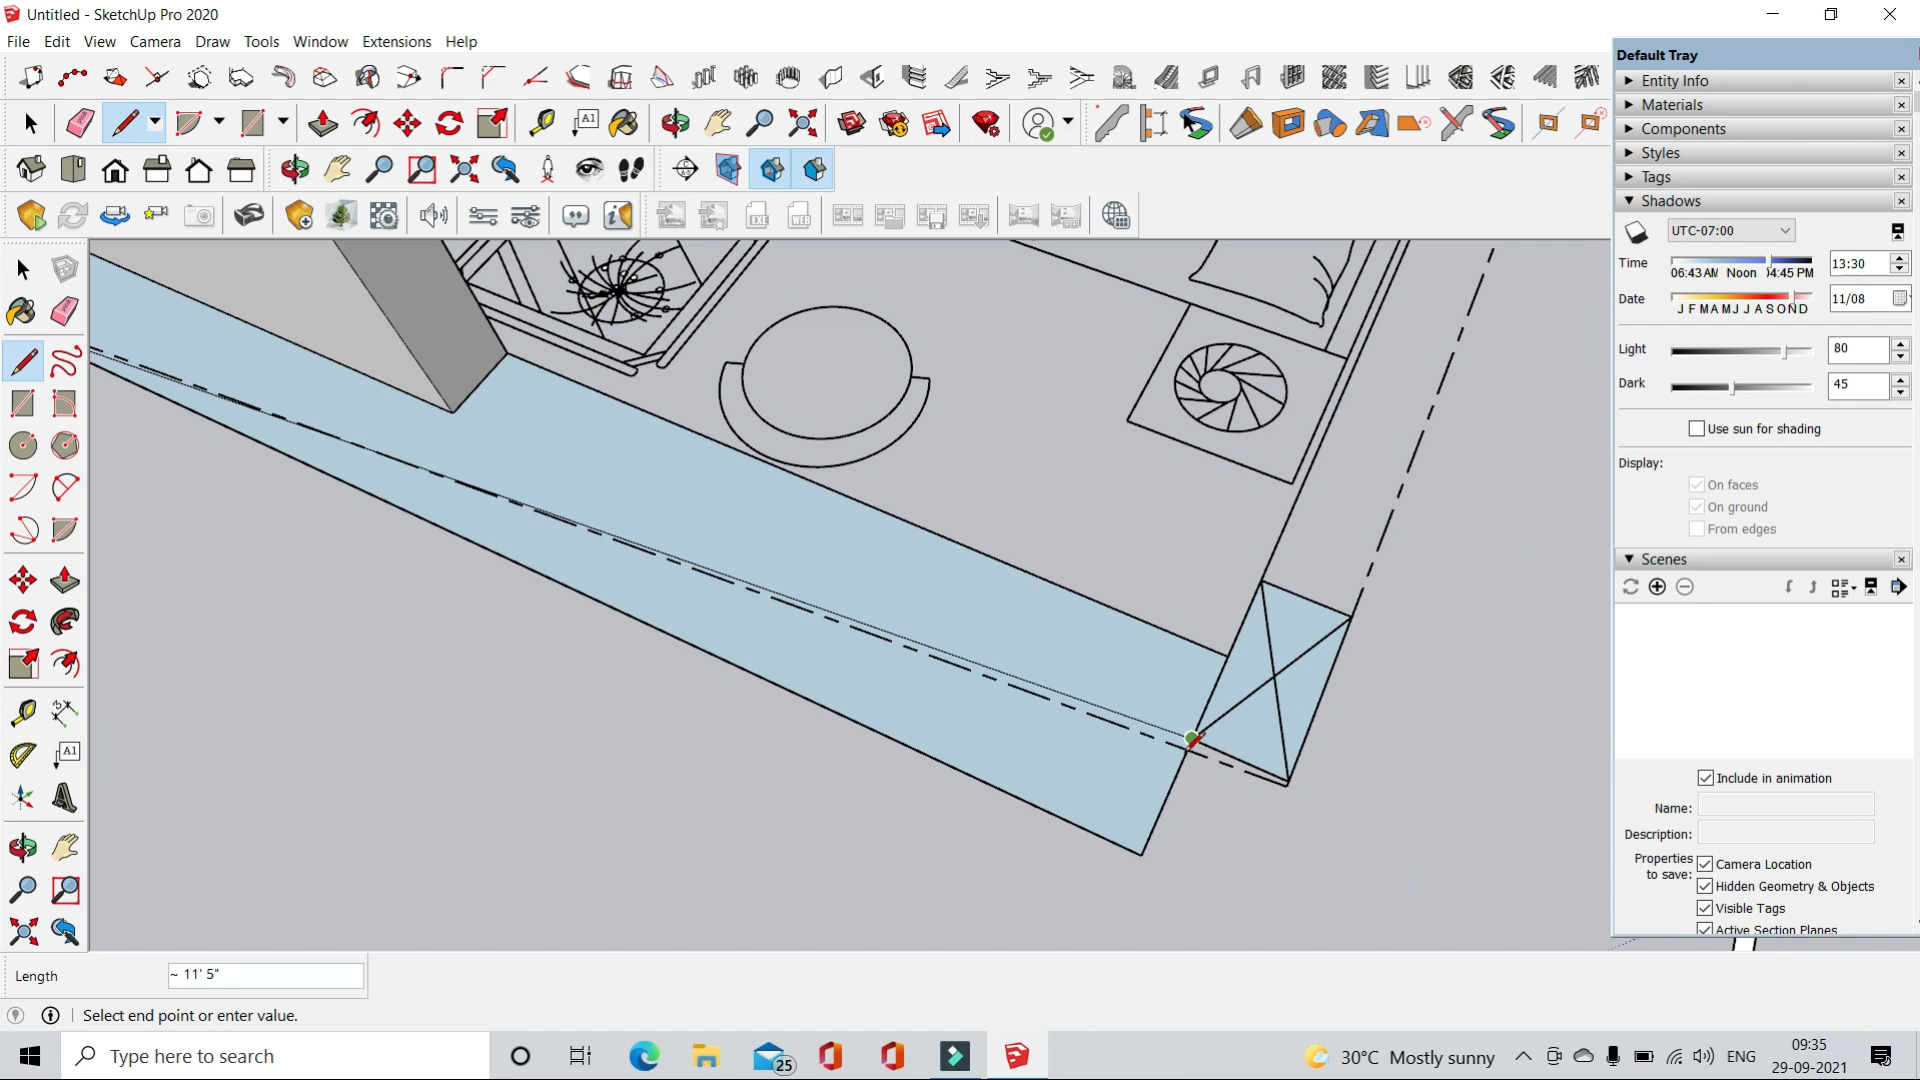 Untitled - SketchUp Pro 2020
File Edit View Camera Draw Tools Window Extensions Help
Default Tray
Entity Info
Materials
Components
Styles
Tags
Shadows
UTC-07:00
Time
06:43 AM Noon 04:45 PM
13:30
Date
J F M A M J J A S O N D
11/08
Light
80
Dark
45
Use sun for shading
Display:
On faces
On ground
From edges
Scenes
Include in animation
Name:
Description:
Properties to save:
Camera Location
Hidden Geometry & Objects
Visible Tags
Active Section Planes
A1
EXE
WEB
A1
Length
~ 11' 5"
Select end point or enter value.
Type here to search
25
30°C Mostly sunny
ENG
09:35
29-09-2021